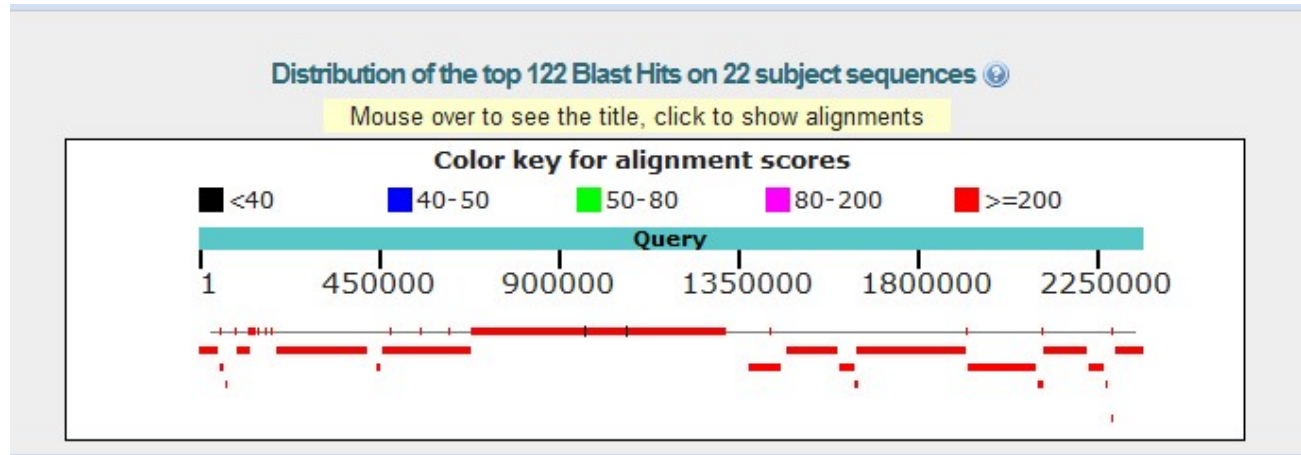 Distribution of the top 122 Blast Hits on 22 subject sequences
Mouse over to see the title, click to show alignments
Color key for alignment scores
<40 40-50 50-80 80-200 >=200
Query
1 450000 900000 1350000 1800000 2250000